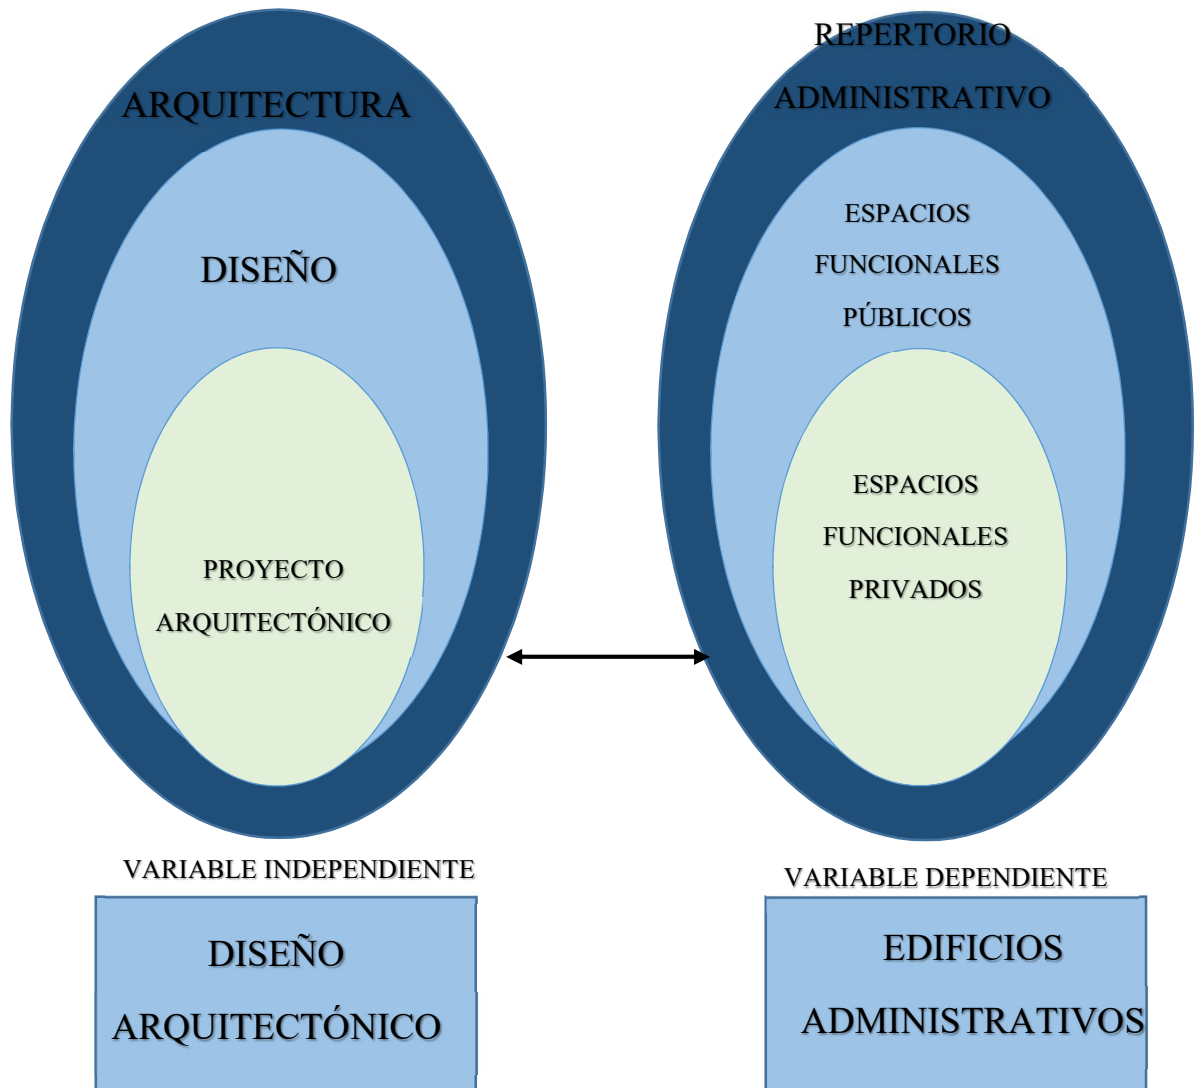 ARQUITECTURA
DISEÑO
PROYECTO
ARQUITECTÓNICO
REPERTORIO
ADMINISTRATIVO
ESPACIOS
FUNCIONALES
PÚBLICOS
ESPACIOS
FUNCIONALES
PRIVADOS
VARIABLE INDEPENDIENTE
DISEÑO
ARQUITECTÓNICO
VARIABLE DEPENDIENTE
EDIFICIOS
ADMINISTRATIVOS